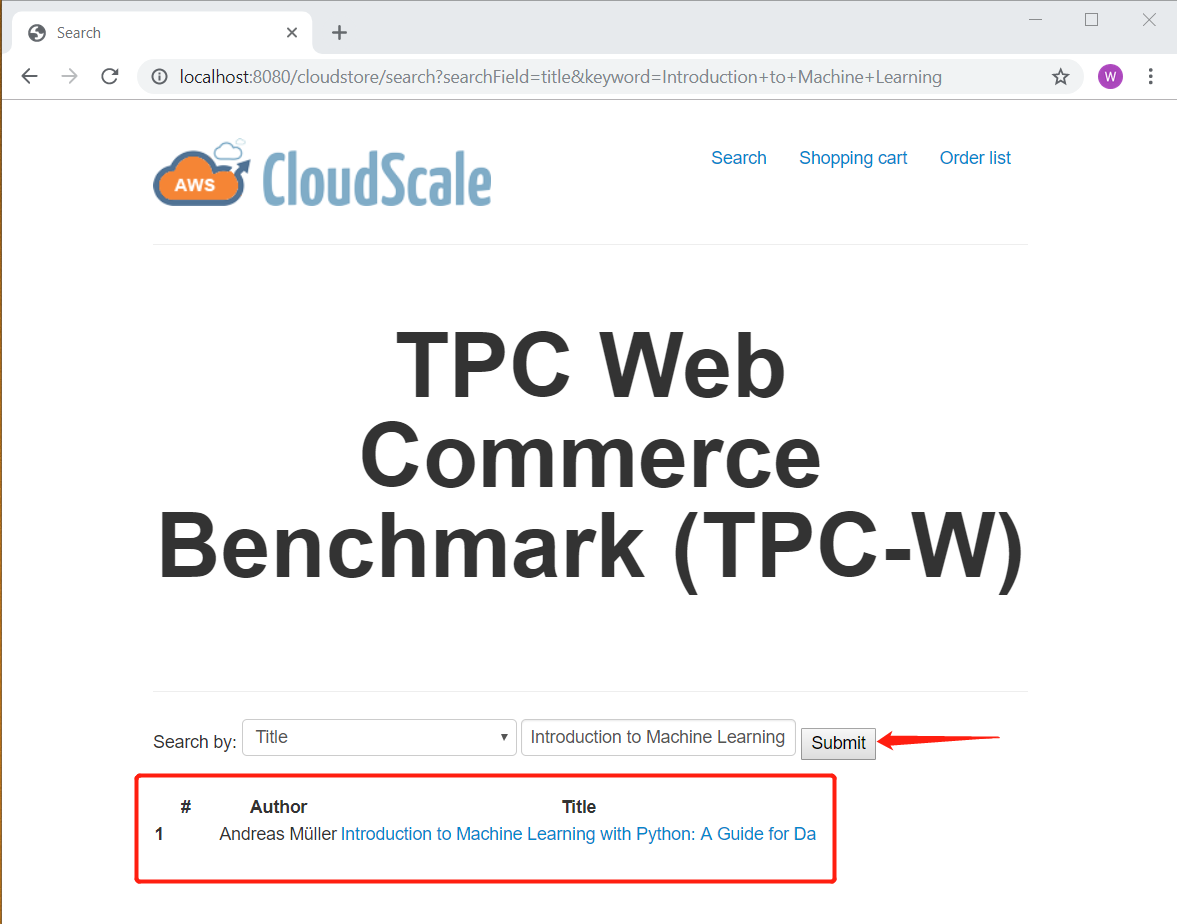 Search
localhost:8080/cloudstore/search?searchField=title&keyword=Introduction+to+Machine+Learning
W
AWS CloudScale
Search Shopping cart Order list
TPC Web
Commerce
Benchmark (TPC-W)
Search by: Title Introduction to Machine Learning Submit
# Author Title
1 Andreas Müller Introduction to Machine Learning with Python: A Guide for Da